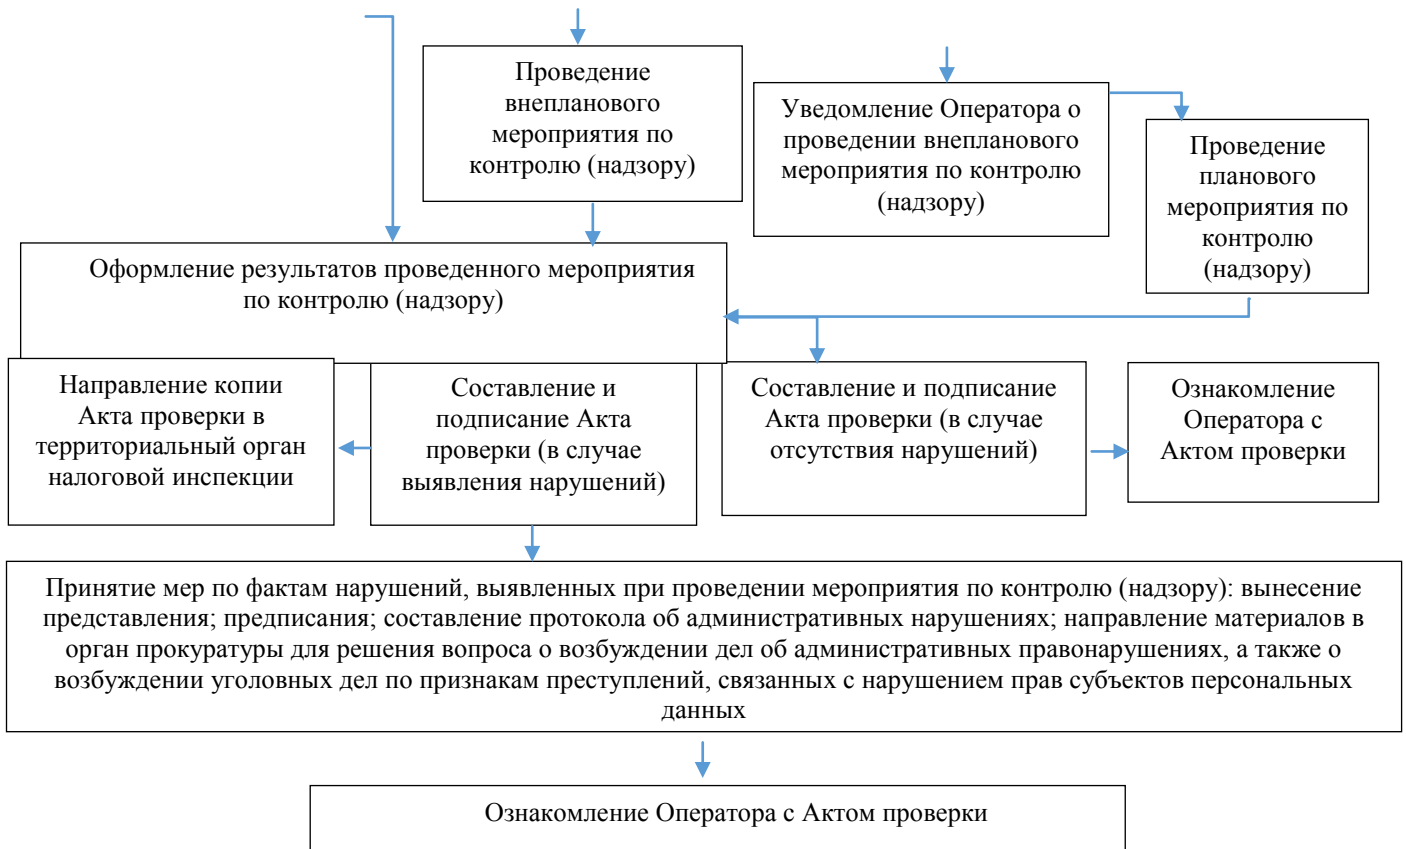 Проведение
внепланового
мероприятия по
контролю (надзору)
Уведомление Оператора о
проведении внепланового
мероприятия по контролю
(надзору)
Проведение
планового
мероприятия по
контролю
(надзору)
Оформление результатов проведенного мероприятия
по контролю (надзору)
Направление копии
Акта проверки в
территориальный орган
налоговой инспекции
Составление и
подписание Акта
проверки (в случае
выявления нарушений)
Составление и подписание
Акта проверки (в случае
отсутствия нарушений)
Ознакомление
Оператора с
Актом проверки
Принятие мер по фактам нарушений, выявленных при проведении мероприятия по контролю (надзору): вынесение
представления; предписания; составление протокола об административных нарушениях; направление материалов в
орган прокуратуры для решения вопроса о возбуждении дел об административных правонарушениях, а также о
возбуждении уголовных дел по признакам преступлений, связанных с нарушением прав субъектов персональных
данных
Ознакомление Оператора с Актом проверки